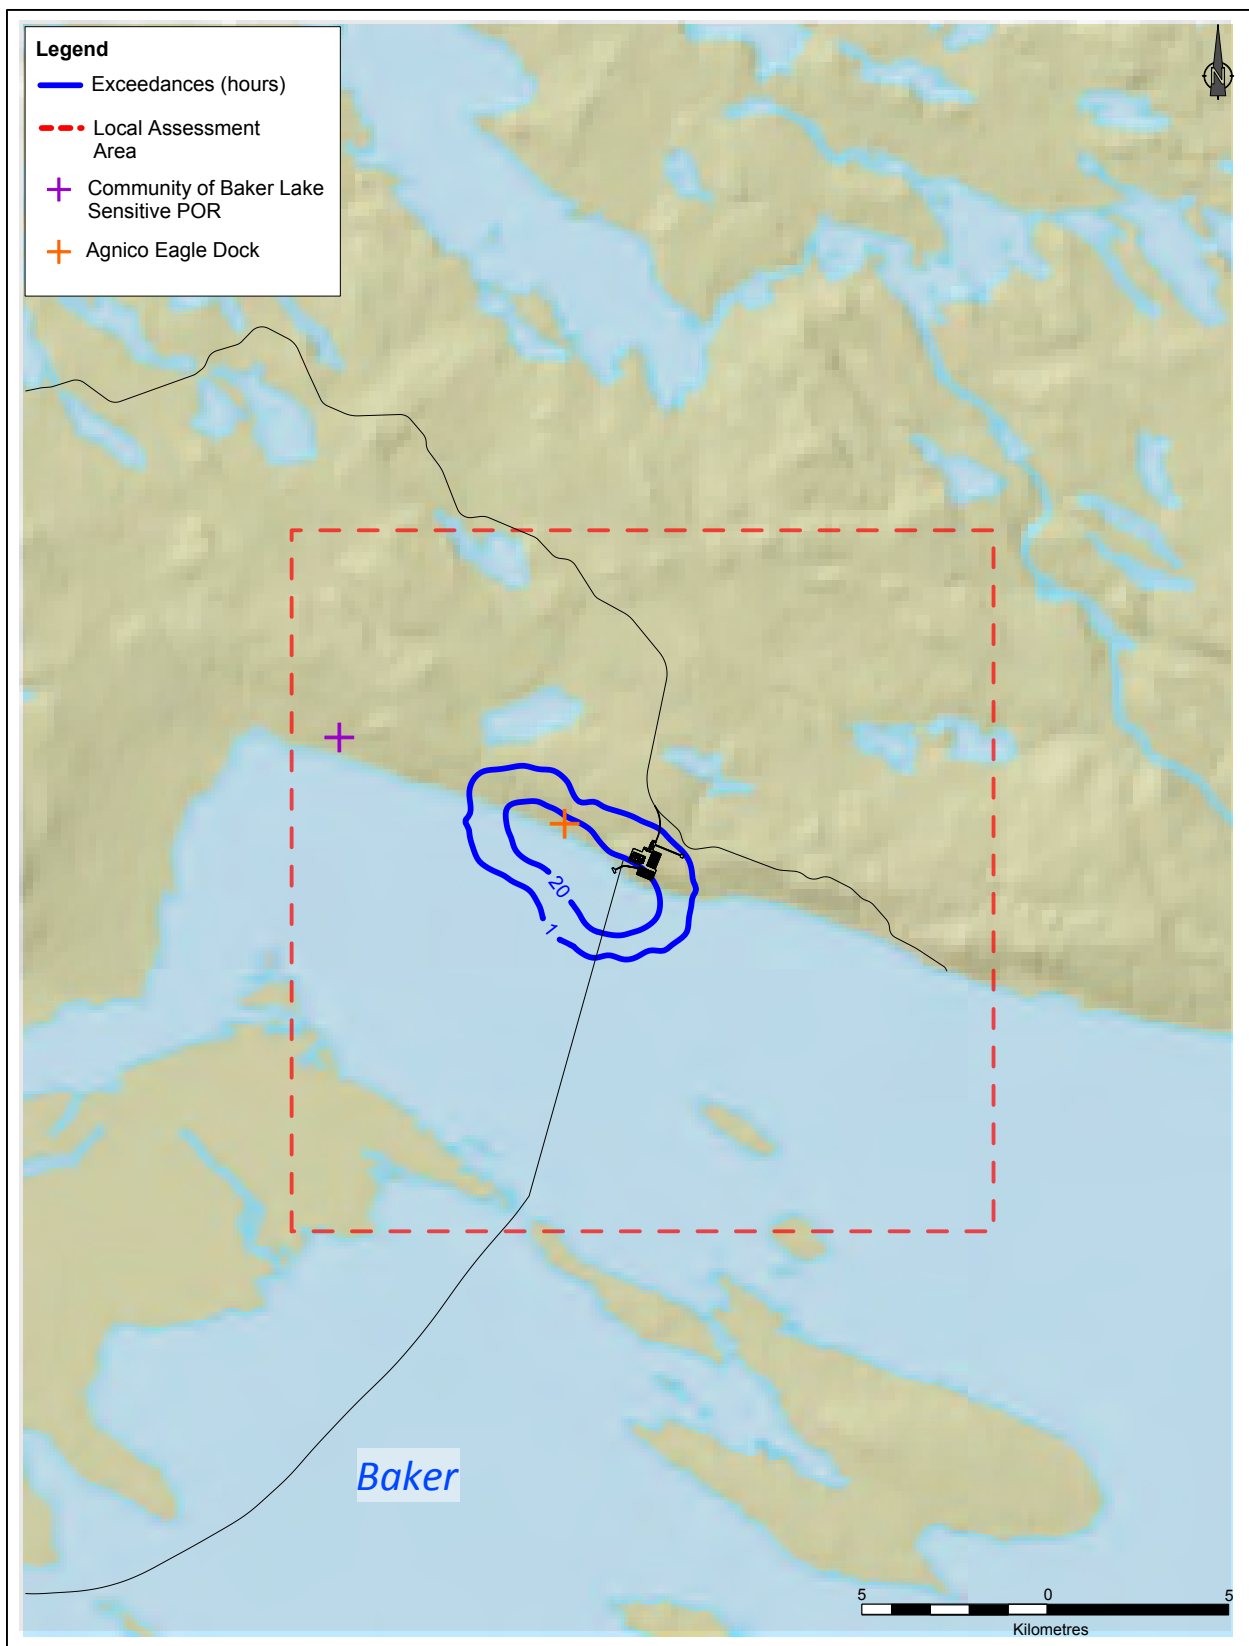 Legend
Exceedances (hours)
Local Assessment
Area
Community of Baker Lake
Sensitive POR
Agnico Eagle Dock
N
20
1
Baker
5 0 5
Kilometres